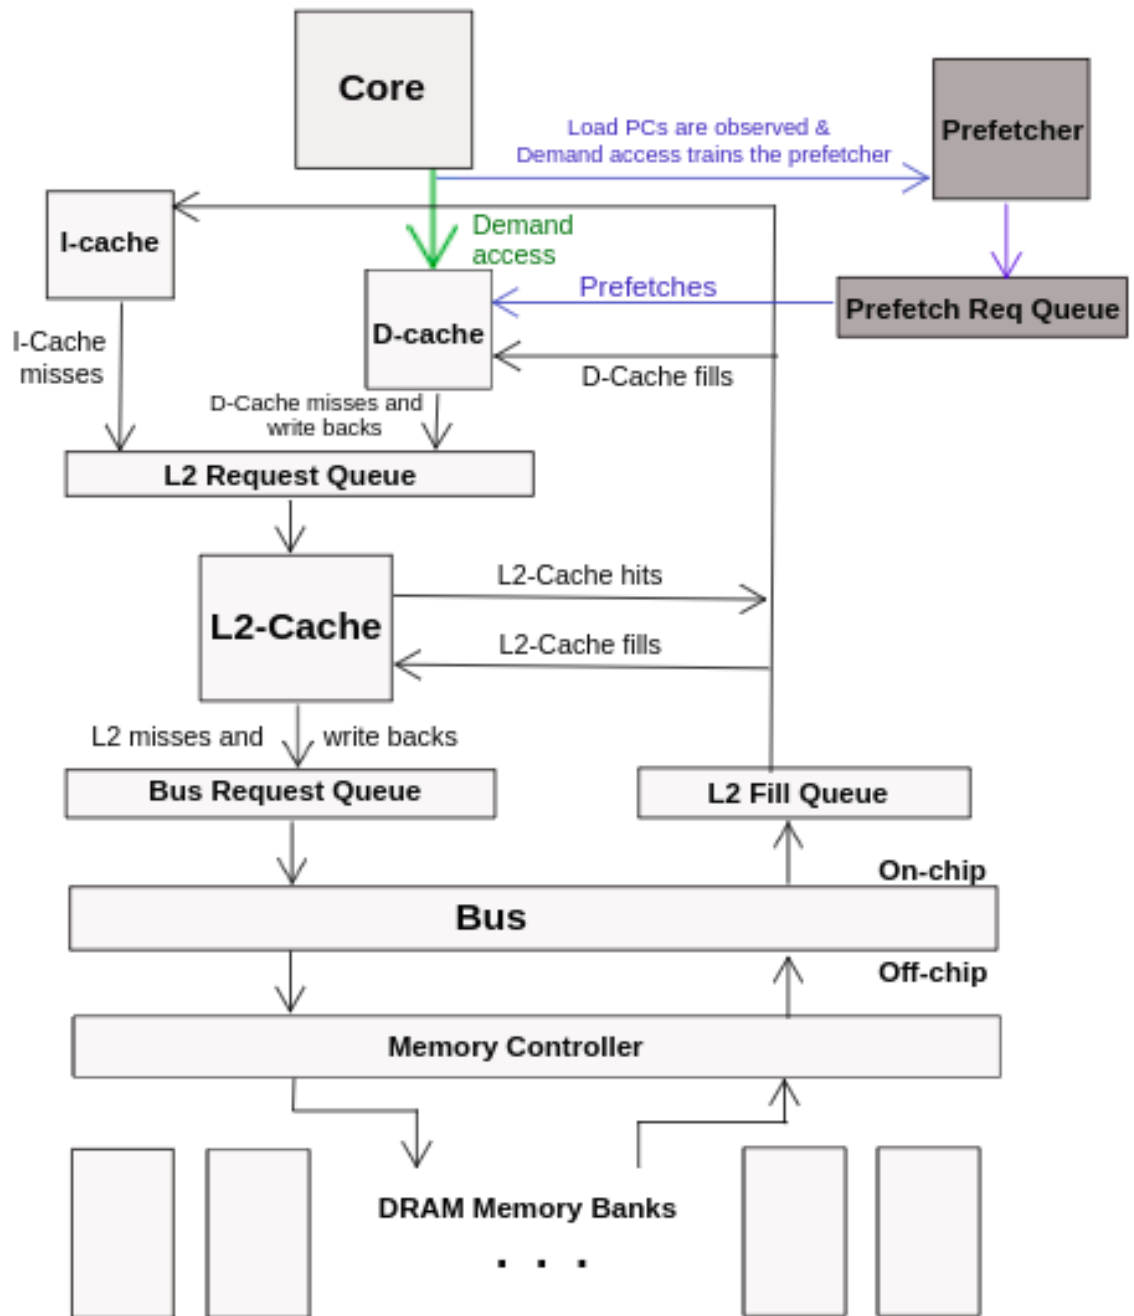 Core
Prefetcher
Load PCs are observed &
Demand access trains the prefetcher
I-cache
Demand
access
D-cache
Prefetches
Prefetch Req Queue
I-Cache
misses
D-Cache fills
D-Cache misses and
write backs
L2 Request Queue
L2-Cache
L2-Cache hits
L2-Cache fills
L2 misses and write backs
Bus Request Queue
L2 Fill Queue
On-chip
Bus
Off-chip
Memory Controller
DRAM Memory Banks
. . .